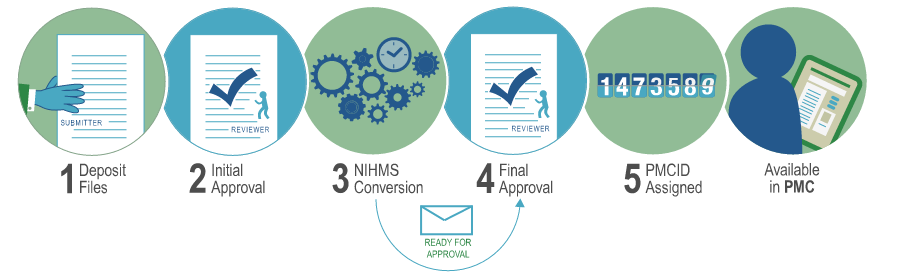 SUBMITTER
REVIEWER
REVIEWER
1473589
1 Deposit
Files
2 Initial
Approval
3 NIHMS
Conversion
4 Final
Approval
5 PMCID
Assigned
Available
in PMC
READY FOR
APPROVAL